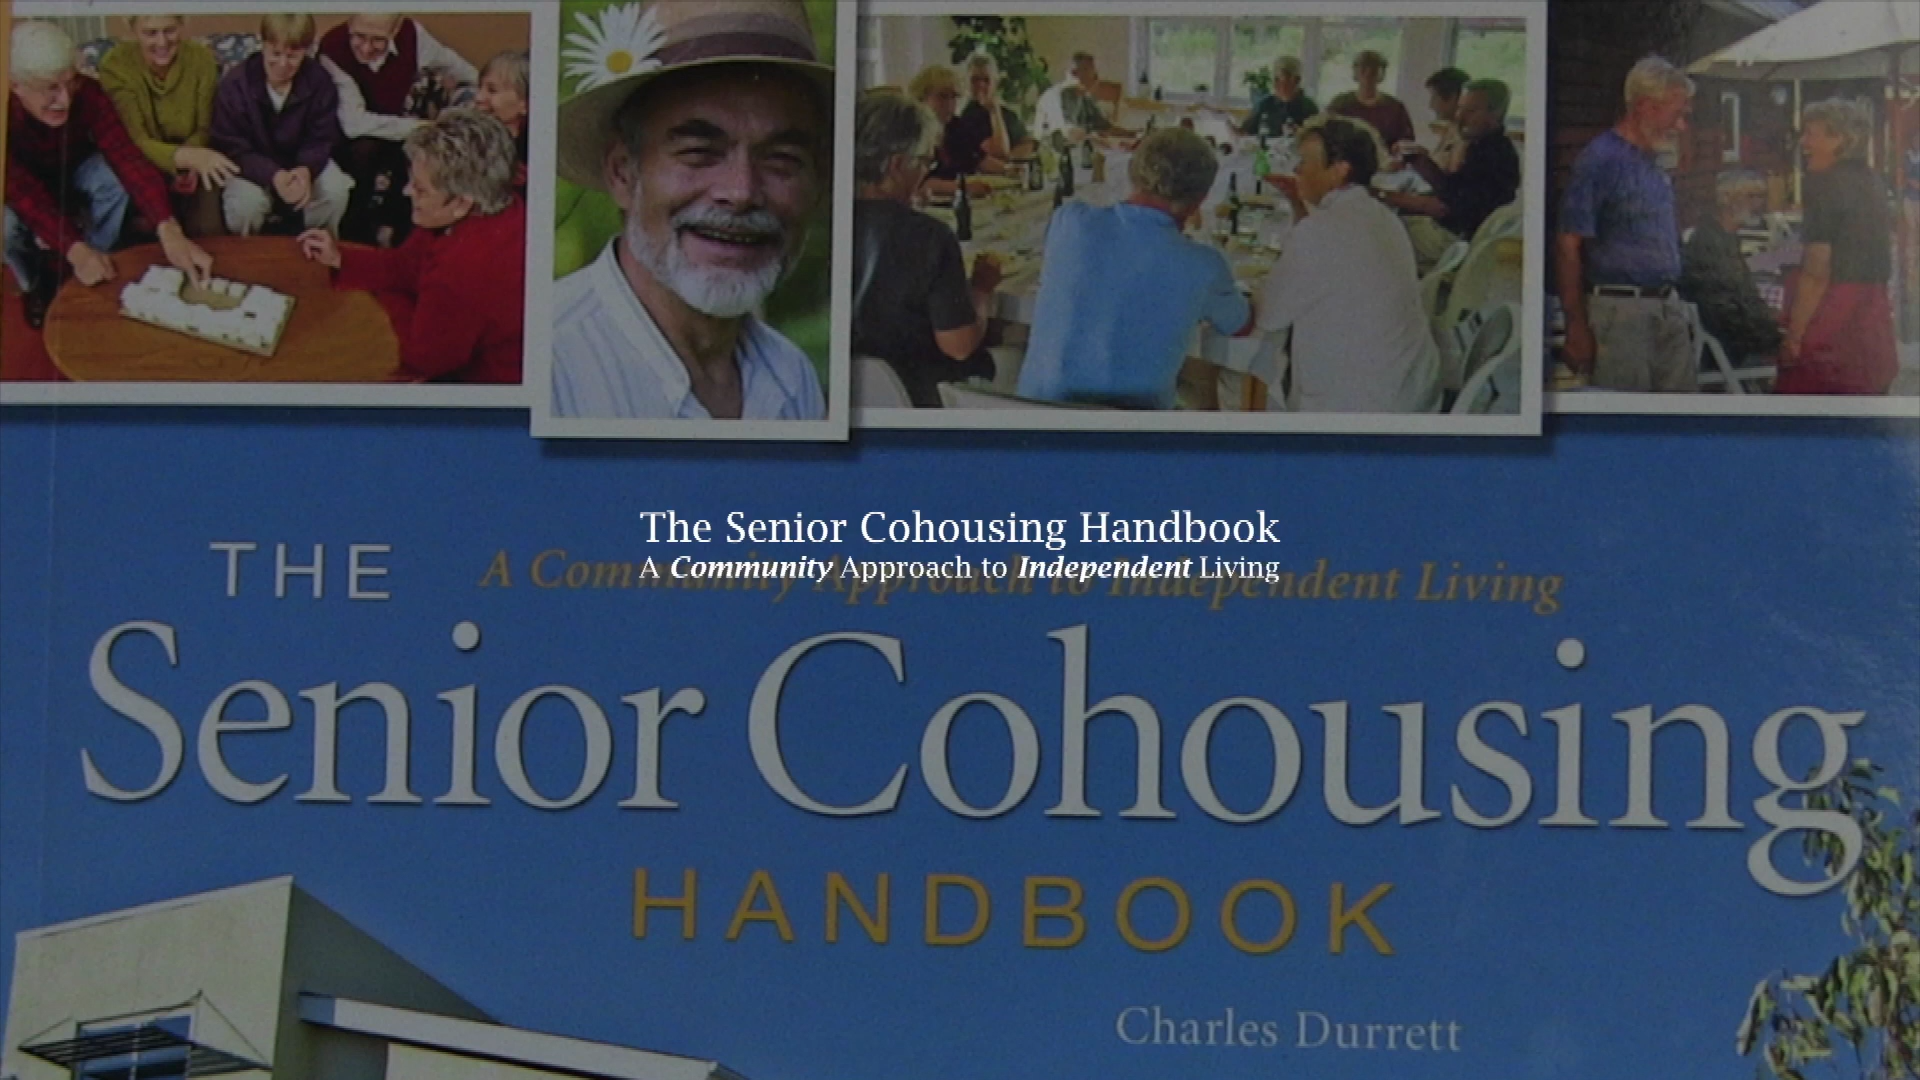 The Senior Cohousing Handbook
A Community Approach to Independent Living
THE
A Community Approach to Independent Living
Senior Cohousing
HANDBOOK
Charles Durrett